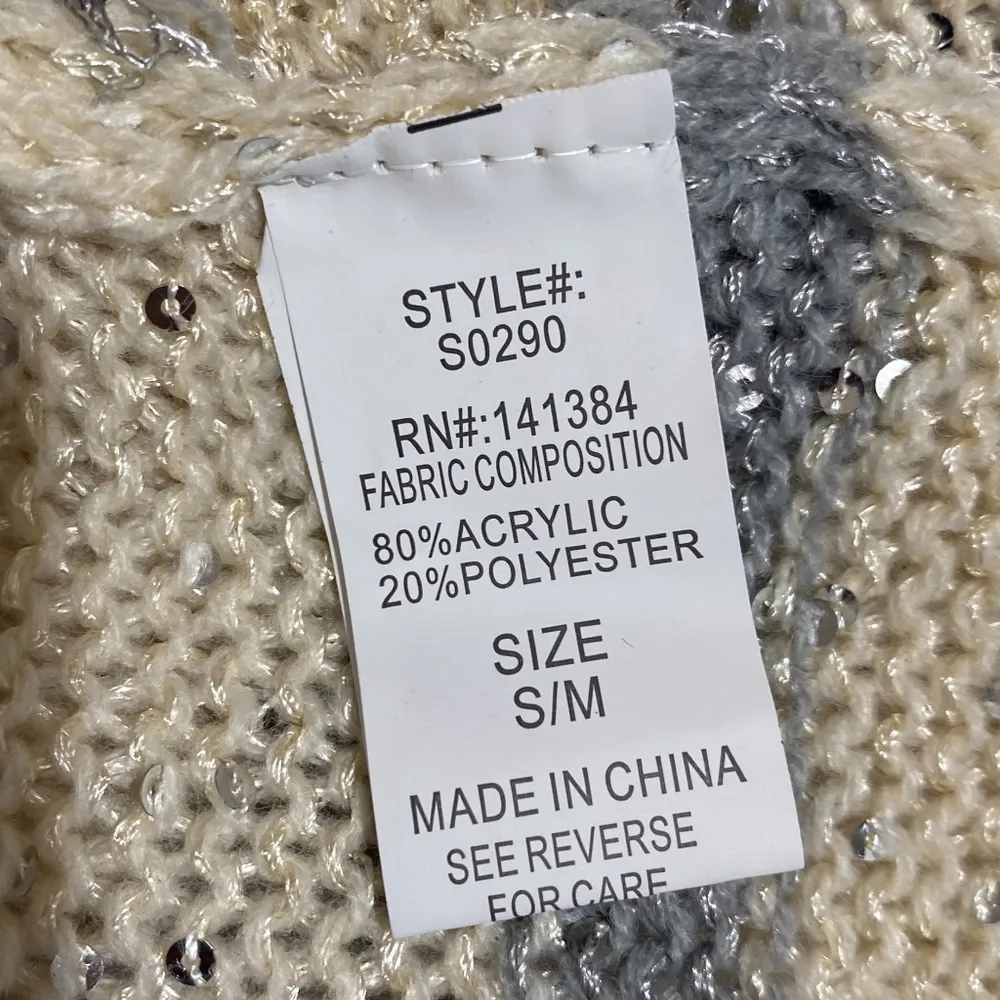 STYLE#:
S0290
RN#:141384
FABRIC COMPOSITION
80%ACRYLIC
20%POLYESTER
SIZE
S/M
MADE IN CHINA
SEE REVERSE
FOR CARE